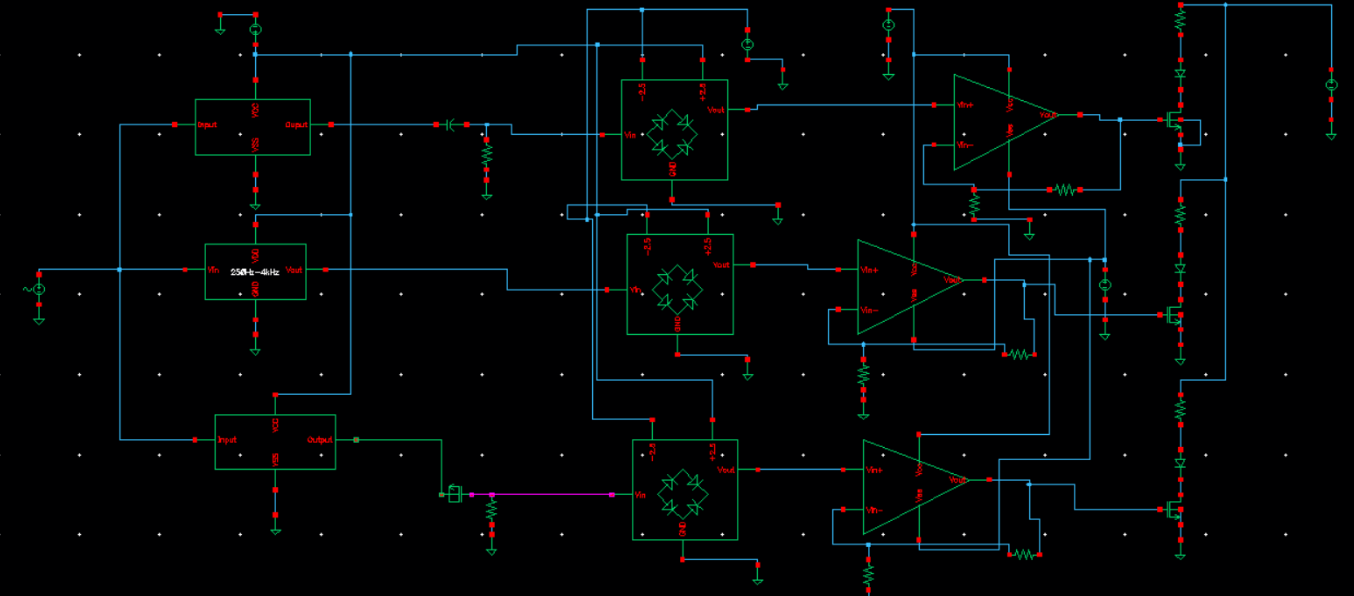 VDD
Input
Ouput
VSS
-2.5
+2.5
Vin
Vout
GND
Vin+
Vin-
Vcc
Vee
Vout
VDD
Vin
250Hz-4kHz
Vout
GND
-2.5
+2.5
Vin
Vout
GND
Vin+
Vin-
Vcc
Vee
Vout
VDD
Input
Output
VSS
-2.5
+2.5
Vin
Vout
GND
Vin+
Vin-
Vcc
Vee
Vout